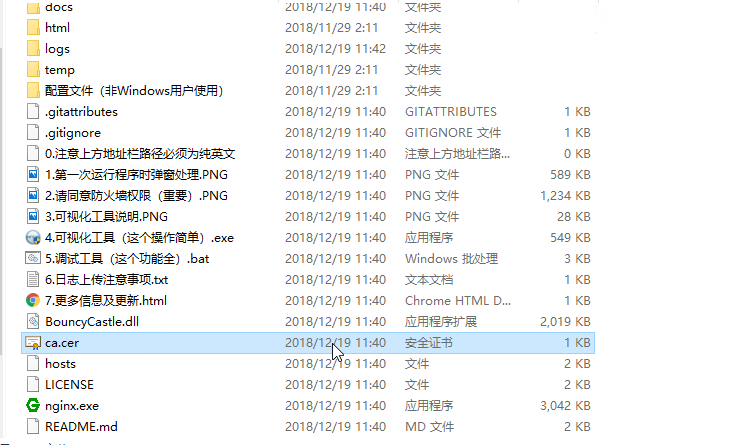 docs 2018/12/19 11:40 文件夹
html 2018/11/29 2:11 文件夹
logs 2018/12/19 11:42 文件夹
temp 2018/11/29 2:11 文件夹
配置文件（非Windows用户使用） 2018/11/29 2:11 文件夹
.gitattributes 2018/12/19 11:40 GITATTRIBUTES 1 KB
.gitignore 2018/12/19 11:40 GITIGNORE 文件 1 KB
0.注意上方地址栏路径必须为纯英文 2018/12/19 11:40 注意上方地址栏路... 0 KB
1.第一次运行程序时弹窗处理.PNG 2018/12/19 11:40 PNG 文件 589 KB
2.请同意防火墙权限（重要）.PNG 2018/12/19 11:40 PNG 文件 1,234 KB
3.可视化工具说明.PNG 2018/12/19 11:40 PNG 文件 28 KB
4.可视化工具（这个操作简单）.exe 2018/12/19 11:40 应用程序 549 KB
5.调试工具（这个功能全）.bat 2018/12/19 11:40 Windows 批处理 3 KB
6.日志上传注意事项.txt 2018/12/19 11:40 文本文档 1 KB
7.更多信息及更新.html 2018/12/19 11:40 Chrome HTML D... 1 KB
BouncyCastle.dll 2018/12/19 11:40 应用程序扩展 2,019 KB
ca.cer 2018/12/19 11:40 安全证书 1 KB
hosts 2018/12/19 11:40 文件 2 KB
LICENSE 2018/12/19 11:40 文件 2 KB
nginx.exe 2018/12/19 11:40 应用程序 3,042 KB
README.md 2018/12/19 11:40 MD 文件 2 KB